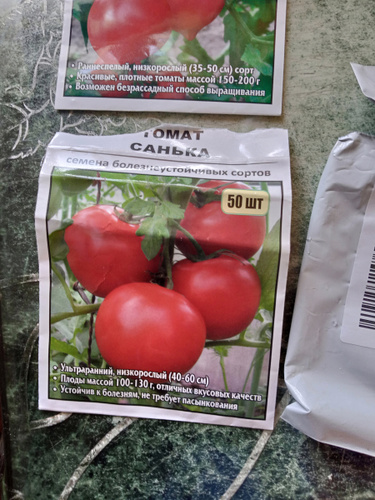 • Раннеспелый, низкорослый (35-50 см) сорт
• Красивые, плотные томаты массой 150-200 г
• Возможен безрассадный способ выращивания
ТОМАТ
САНЬКА
семена болезнеустойчивых сортов
50 ШТ
• Ультраранний, низкорослый (40-60 см)
• Плоды массой 100-130 г, отличных вкусовых качеств
• Устойчив к болезням, не требует пасынкования